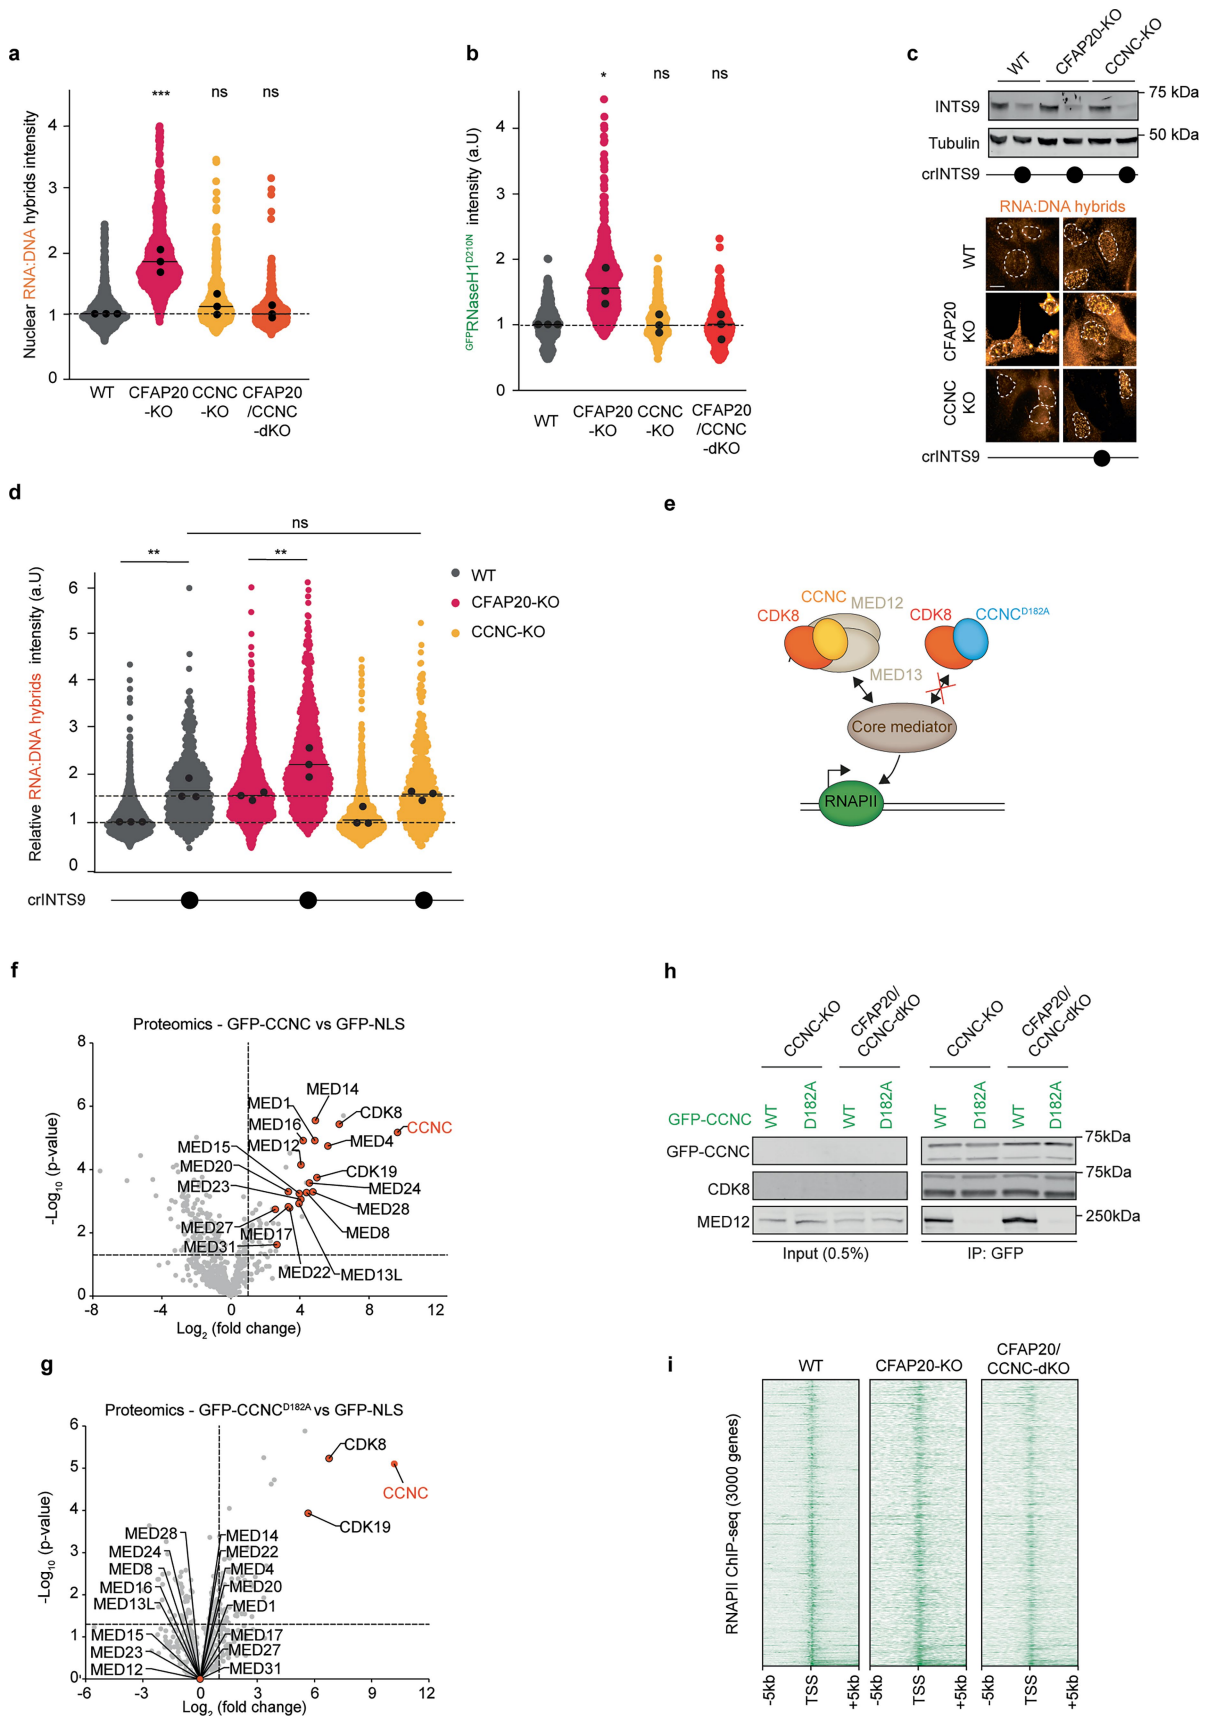 a
Nuclear RNA:DNA hybrids intensity
4
3
2
1
0
***
ns
ns
WT
CFAP20
-KO
CCNC
-KO
CFAP20
/CCNC
-dKO
b
GFPRNaseH1D210N intensity (a.U)
4
3
2
1
0
*
ns
ns
WT
CFAP20
-KO
CCNC
-KO
CFAP20
/CCNC
-dKO
c
WT
CFAP20-KO
CCNC-KO
INTS9
75 kDa
Tubulin
50 kDa
crINTS9
RNA:DNA hybrids
WT
CFAP20
KO
CCNC
KO
crINTS9
d
ns
**
**
Relative RNA:DNA hybrids intensity (a.U)
6
5
4
3
2
1
0
WT
CFAP20-KO
CCNC-KO
crINTS9
e
CCNC
MED12
CDK8
CDK8
CCNCD182A
MED13
Core mediator
RNAPII
f
Proteomics - GFP-CCNC vs GFP-NLS
-Log10 (p-value)
8
6
4
2
0
MED14
MED1
CDK8
MED16
CCNC
MED15
MED12
MED4
MED20
CDK19
MED23
MED24
MED28
MED27
MED17
MED8
MED31
MED22
MED13L
-8
-4
0
4
8
12
Log2 (fold change)
g
Proteomics - GFP-CCNCD182A vs GFP-NLS
-Log10 (p-value)
6
5
4
3
2
1
0
CDK8
CCNC
CDK19
MED28
MED14
MED24
MED22
MED8
MED4
MED16
MED20
MED13L
MED1
MED15
MED17
MED23
MED27
MED12
MED31
-6
-3
0
3
6
9
12
Log2 (fold change)
h
CCNC-KO
CFAP20/
CCNC-dKO
CCNC-KO
CFAP20/
CCNC-dKO
GFP-CCNC
WT
D182A
WT
D182A
WT
D182A
WT
D182A
GFP-CCNC
75kDa
CDK8
75kDa
MED12
250kDa
Input (0.5%)
IP: GFP
i
WT
CFAP20-KO
CFAP20/
CCNC-dKO
RNAPII ChIP-seq (3000 genes)
-5kb
TSS
+5kb
-5kb
TSS
+5kb
-5kb
TSS
+5kb